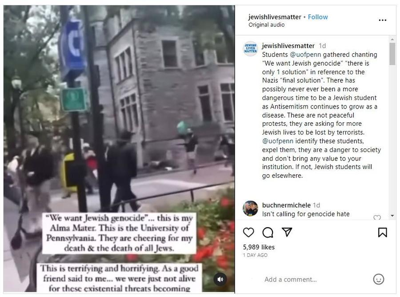 jewishlivesmatter • Follow
Original audio
jewishlivesmatter 1d
Students @uofpenn gathered chanting
"We want Jewish genocide" "there is
only 1 solution" in reference to the
Nazis "final solution". There has
possibly never ever been a more
dangerous time to be a Jewish student
as Antisemitism continues to grow as a
disease. These are not peaceful
protests, they are asking for more
Jewish lives to be lost by terrorists.
@uofpenn identify these students,
expel them, they are a danger to society
and don't bring any value to your
institution. If not, Jewish students will
go elsewhere.
buchnermichele 1d
Isn't calling for genocide hate
5,989 likes
1 DAY AGO
Add a comment...
"We want Jewish genocide"... this is my
Alma Mater. This is the University of
Pennsylvania. They are cheering for my
death & the death of all Jews.
This is terrifying and horrifying. As a good
friend said to me... we were just not alive
for these existential threats becoming